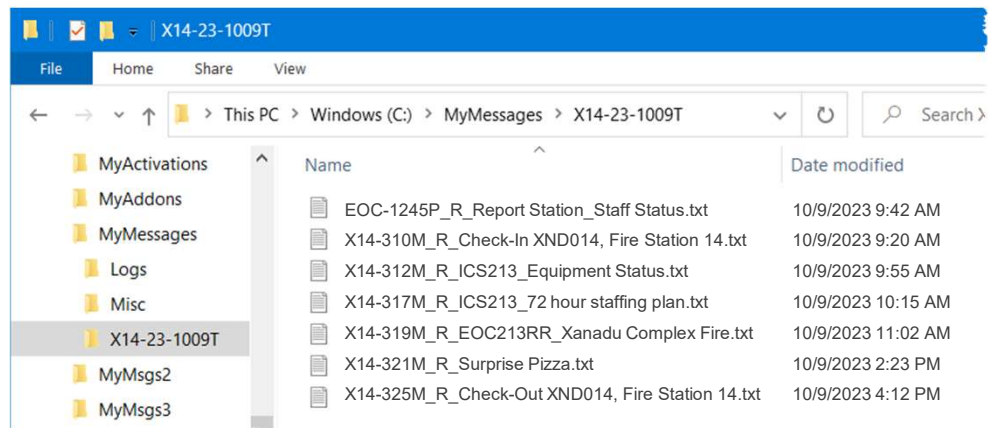 X14-23-1009T
File Home Share View
This PC > Windows (C:) > MyMessages > X14-23-1009T Search
MyActivations
MyAddons
MyMessages
Logs
Misc
X14-23-1009T
MyMsgs2
MyMsgs3
Name Date modified
EOC-1245P_R_Report Station_Staff Status.txt 10/9/2023 9:42 AM
X14-310M_R_Check-In XND014, Fire Station 14.txt 10/9/2023 9:20 AM
X14-312M_R_ICS213_Equipment Status.txt 10/9/2023 9:55 AM
X14-317M_R_ICS213_72 hour staffing plan.txt 10/9/2023 10:15 AM
X14-319M_R_EOC213RR_Xanadu Complex Fire.txt 10/9/2023 11:02 AM
X14-321M_R_Surprise Pizza.txt 10/9/2023 2:23 PM
X14-325M_R_Check-Out XND014, Fire Station 14.txt 10/9/2023 4:12 PM